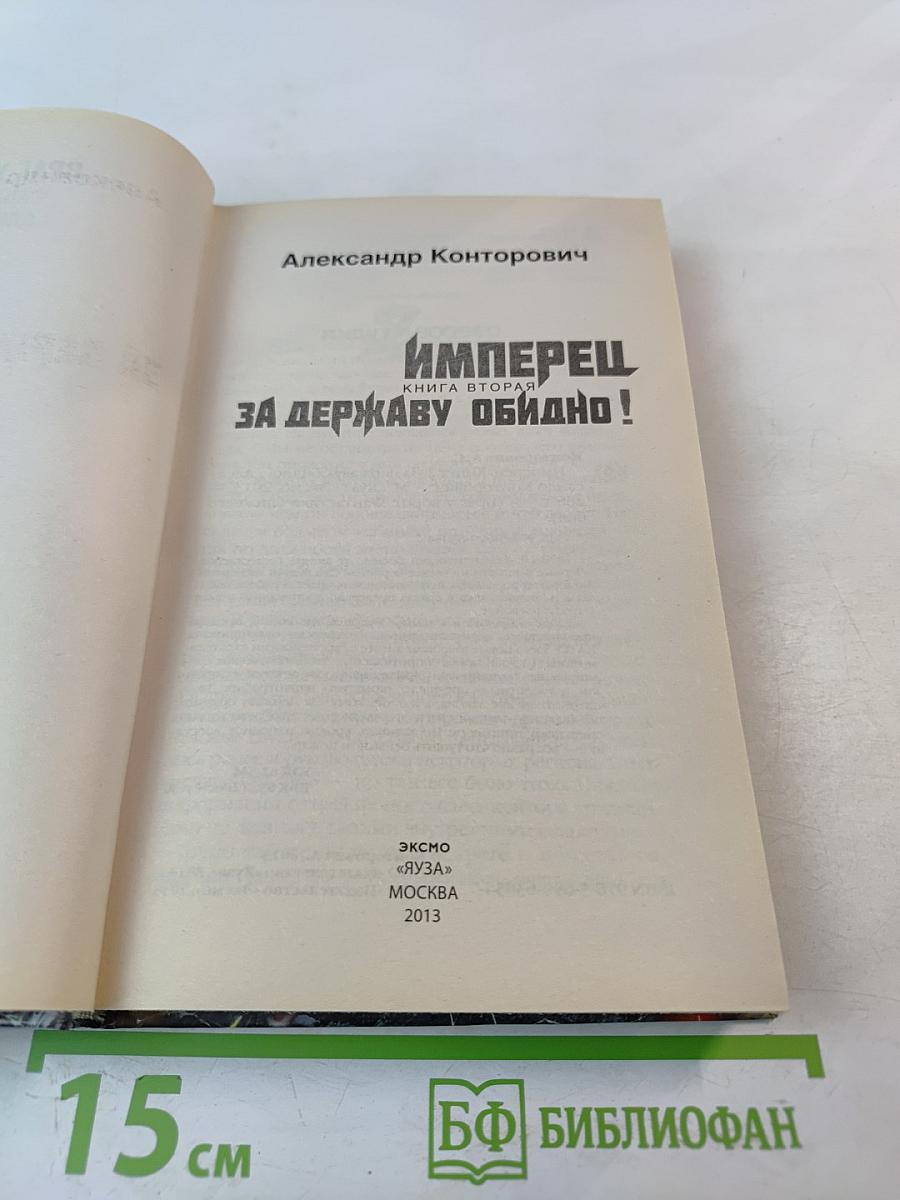 Александр Конторович
ИМПЕРЕЦ
КНИГА ВТОРАЯ
ЗА ДЕРЖАВУ ОБИДНО!
ЭКСМО
«ЯУЗА»
МОСКВА
2013
15 см
БФ БИБЛИОФАН